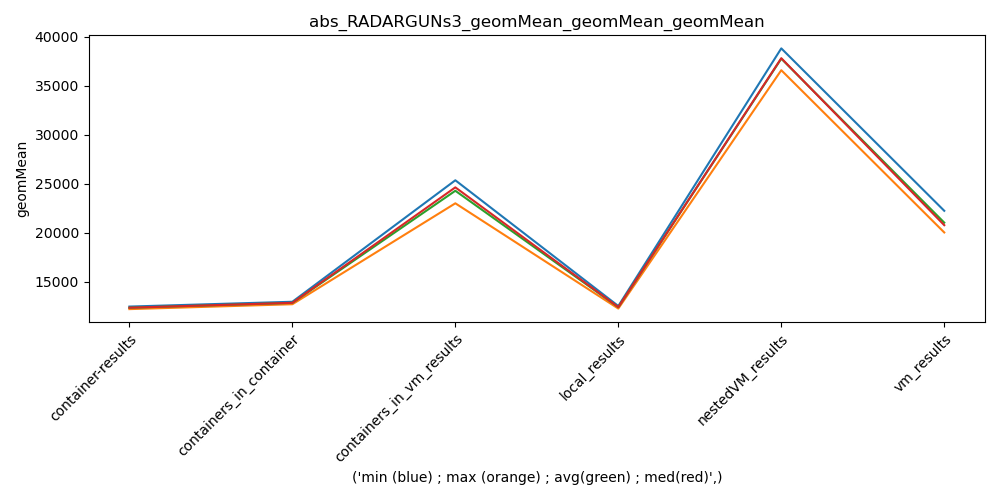 abs_RADARGUNs3_geomMean_geomMean_geomMean
40000
35000
30000
25000
20000
15000
geomMean
container-results
containers_in_container
containers_in_vm_results
local_results
nestedVM_results
vm_results
('min (blue) ; max (orange) ; avg(green) ; med(red)',)